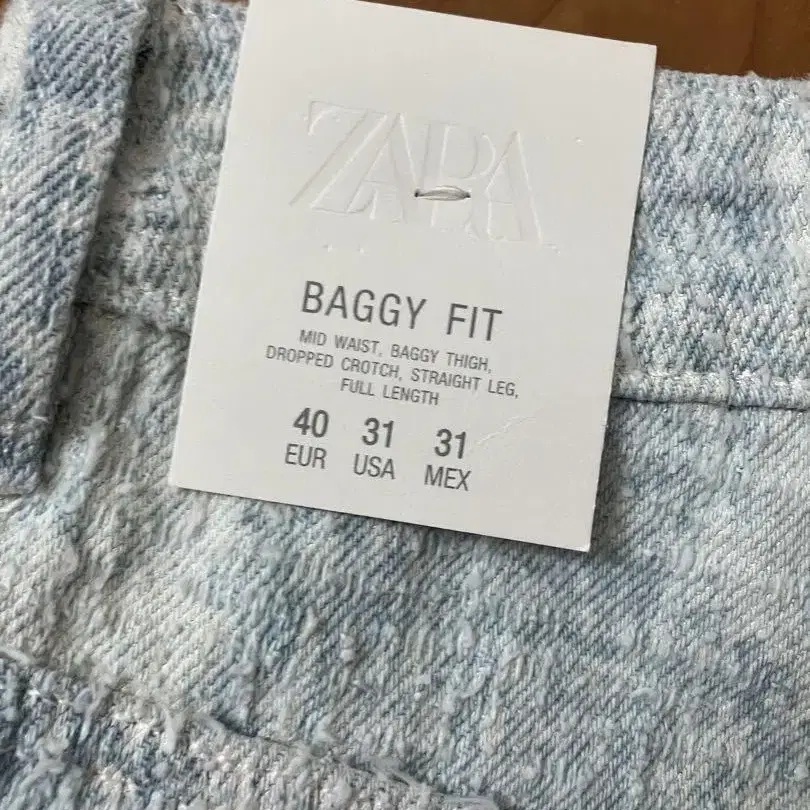 ZARA
BAGGY FIT
MID WAIST, BAGGY THIGH,
DROPPED CROTCH, STRAIGHT LEG,
FULL LENGTH
40 31 31
EUR USA MEX